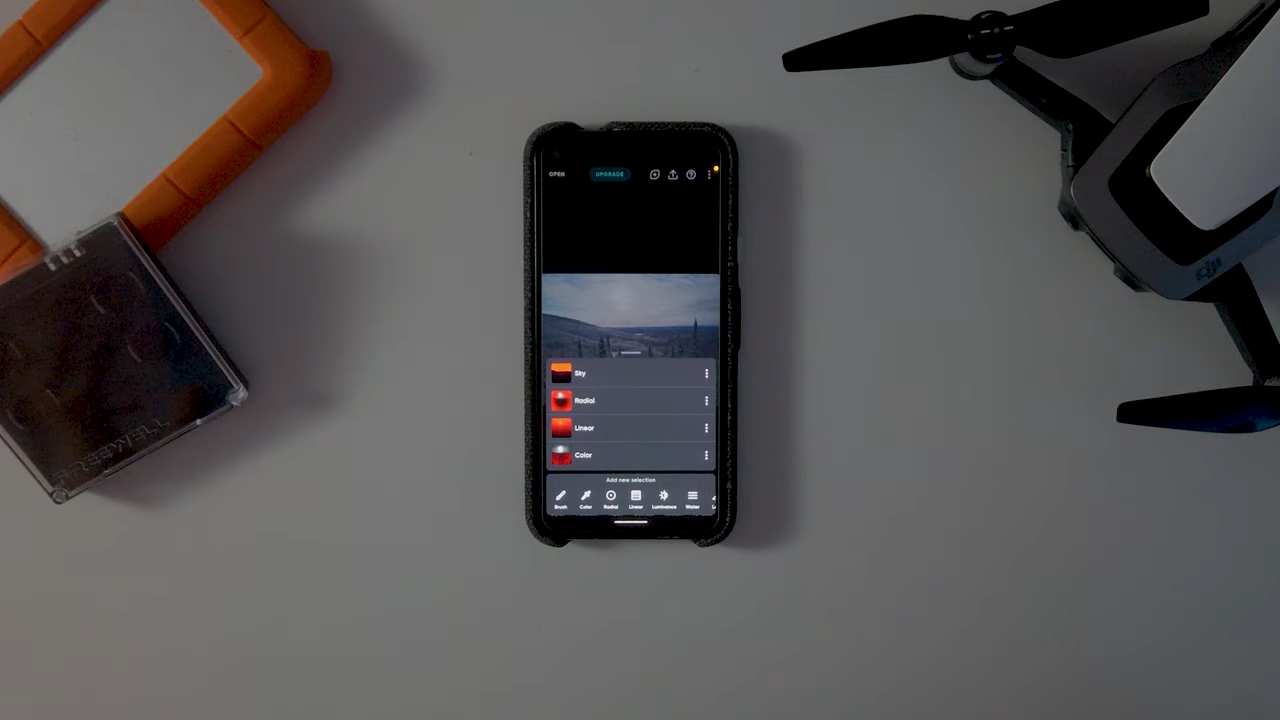 OPEN
UPGRADE
Sky
Radial
Linear
Color
Add new selection
Brush
Color
Radial
Linear
Luminance
Water
dji
FREEWELL